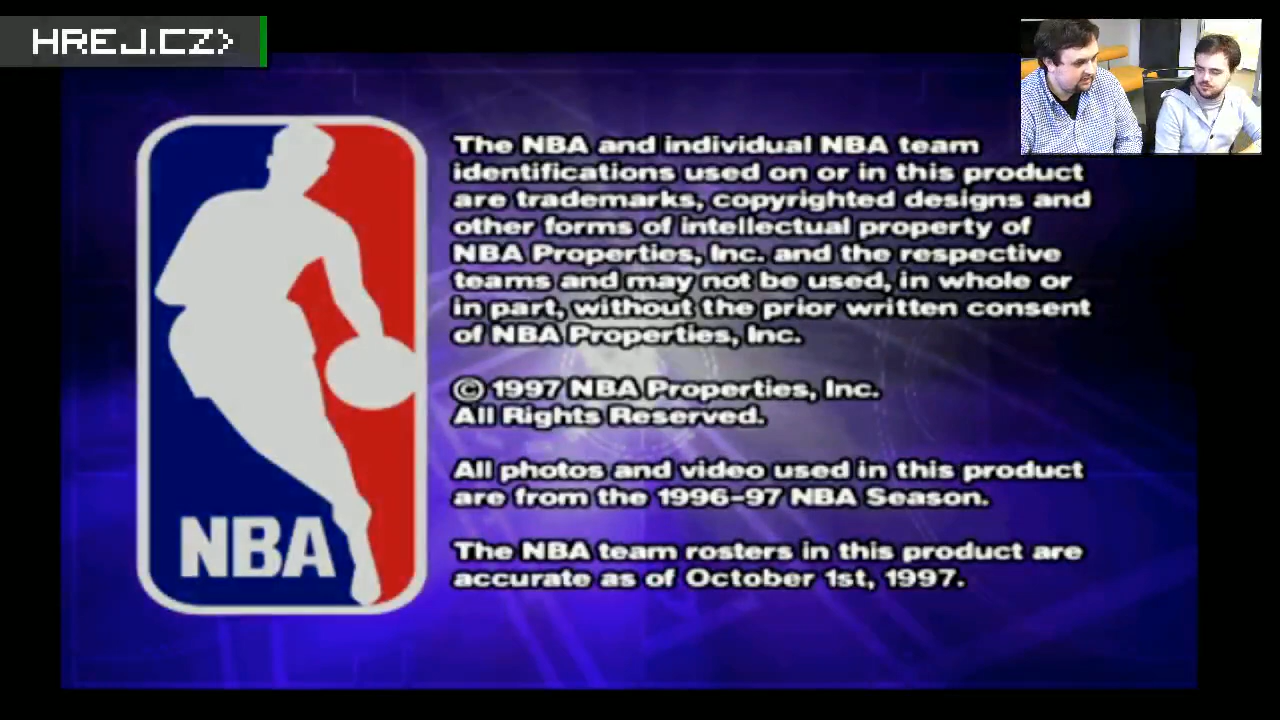 HREJ.CZ>
The NBA and individual NBA team
identifications used on or in this product
are trademarks, copyrighted designs and
other forms of intellectual property of
NBA Properties, Inc. and the respective
teams and may not be used, in whole or
in part, without the prior written consent
of NBA Properties, Inc.
© 1997 NBA Properties, Inc.
All Rights Reserved.
All photos and video used in this product
are from the 1996-97 NBA Season.
The NBA team rosters in this product are
accurate as of October 1st, 1997.
NBA